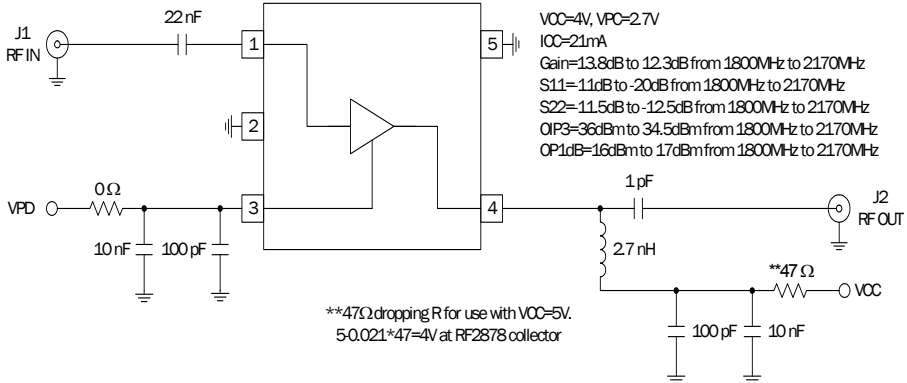 J1
RF IN
22 nF
1
5
2
3
4
VCC=4V, VPC=2.7V
ICC=21mA
Gain=13.8dB to 12.3dB from 1800MHz to 2170MHz
S11=-11dB to -20dB from 1800MHz to 2170MHz
S22=-11.5dB to -12.5dB from 1800MHz to 2170MHz
OIP3=36dBm to 34.5dBm from 1800MHz to 2170MHz
OP1dB=16dBm to 17dBm from 1800MHz to 2170MHz
VPD
0 Ω
10 nF
100 pF
1 pF
J2
RF OUT
2.7 nH
**47 Ω
VCC
100 pF
10 nF
**47Ω dropping R for use with VCC=5V.
5-0.021*47=4V at RF2878 collector